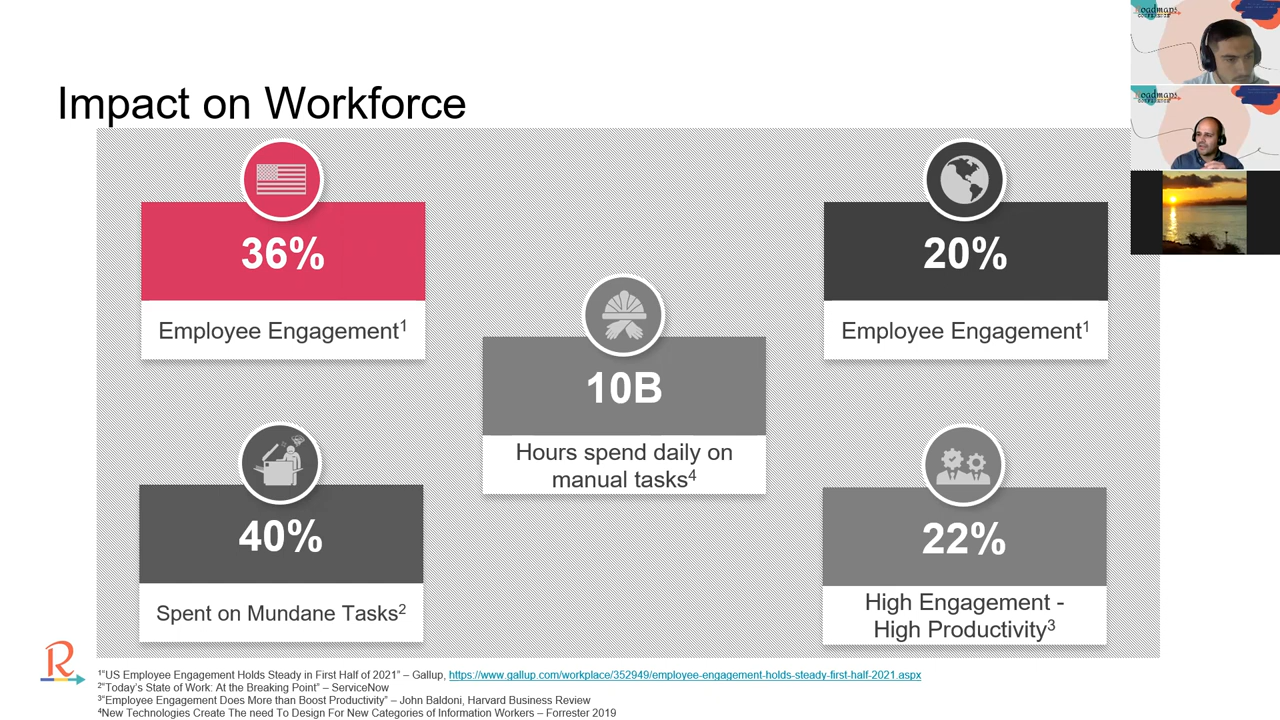 Impact on Workforce
36%
Employee Engagement¹
20%
Employee Engagement¹
10B
Hours spend daily on
manual tasks⁴
40%
Spent on Mundane Tasks²
22%
High Engagement -
High Productivity³
R
¹"US Employee Engagement Holds Steady in First Half of 2021" – Gallup, https://www.gallup.com/workplace/352949/employee-engagement-holds-steady-first-half-2021.aspx
²"Today's State of Work: At the Breaking Point" – ServiceNow
³"Employee Engagement Does More than Boost Productivity" – John Baldoni, Harvard Business Review
⁴New Technologies Create The need To Design For New Categories of Information Workers – Forrester 2019
Roadmaps
CONFERENCE
Roadmaps
CONFERENCE